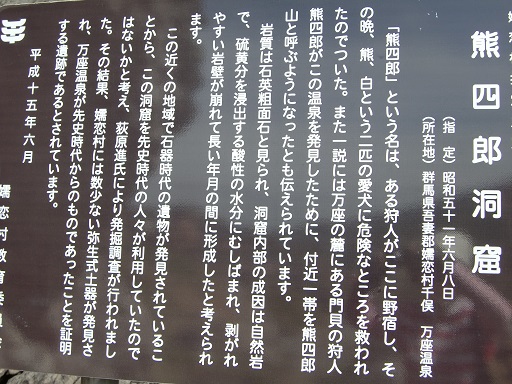 熊四郎洞窟
（指　定）昭和五十一年六月八日
（所在地）群馬県吾妻郡嬬恋村干俣　万座温泉
「熊四郎」という名は、ある狩人がここに野宿し、そ
の晩、熊、白という二匹の愛犬に危険なところを救われ
たのでついた。また一説には万座の麓にある門貝の狩人
熊四郎がこの温泉を発見したために、付近一帯を熊四郎
山と呼ぶようになったとも伝えられています。
岩質は石英粗面石と見られ、洞窟内部の成因は自然岩
で、硫黄分を浸出する酸性の水分にむしばまれ、剥がれ
やすい岩壁が崩れて長い年月の間に形成したと考えられ
ます。
この近くの地域で石器時代の遺物が発見されているこ
とから、この洞窟を先史時代の人々が利用していたので
はないかと考え、萩原進氏により発掘調査が行われまし
た。その結果、嬬恋村には数少ない弥生式土器が発見さ
れ、万座温泉が先史時代からのものであったことを証明
する遺跡であるとされています。
平成十五年六月
嬬恋村教育委員